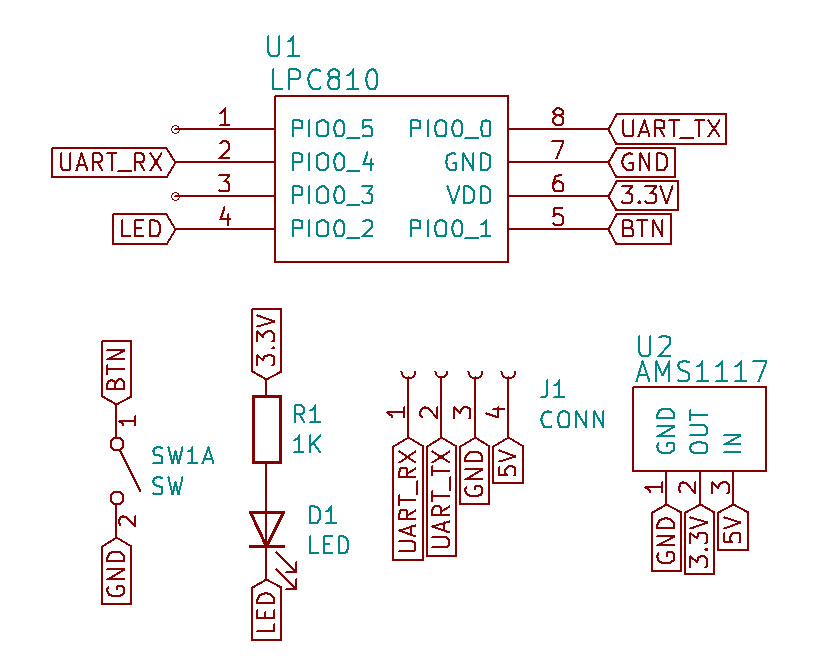 U1
LPC810
1 PIO0_5 PIO0_0 8 UART_TX
UART_RX 2 PIO0_4 GND 7 GND
3 PIO0_3 VDD 6 3.3V
LED 4 PIO0_2 PIO0_1 5 BTN
BTN
1
SW1A
SW
2
GND
3.3V
R1
1K
D1
LED
LED
1 2 3 4
J1
CONN
UART_RX
UART_TX
GND
5V
U2
AMS1117
GND
OUT
IN
1 2 3
GND
3.3V
5V